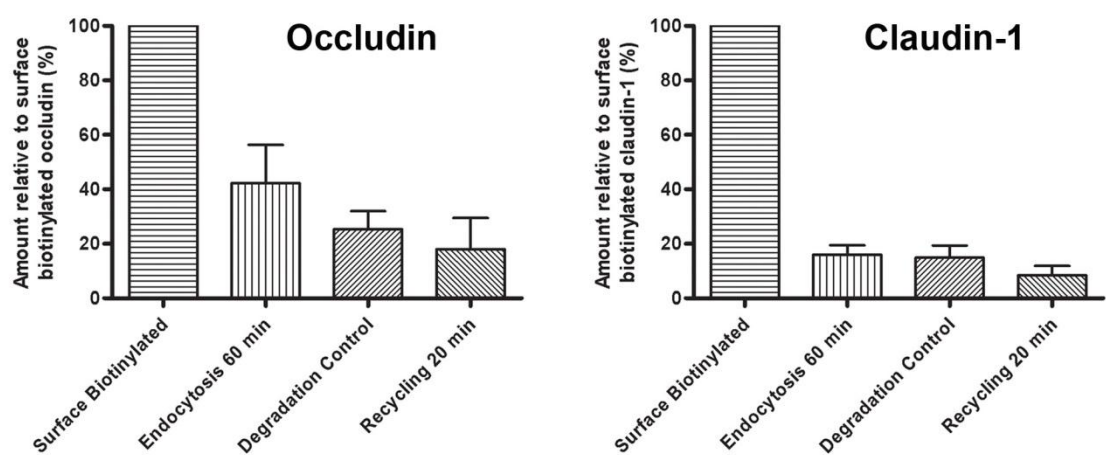 Occludin
Amount relative to surface
biotinylated occludin (%)
100
80
60
40
20
0
Surface Biotinylated
Endocytosis 60 min
Degradation Control
Recycling 20 min
Claudin-1
Amount relative to surface
biotinylated claudin-1 (%)
100
80
60
40
20
0
Surface Biotinylated
Endocytosis 60 min
Degradation Control
Recycling 20 min